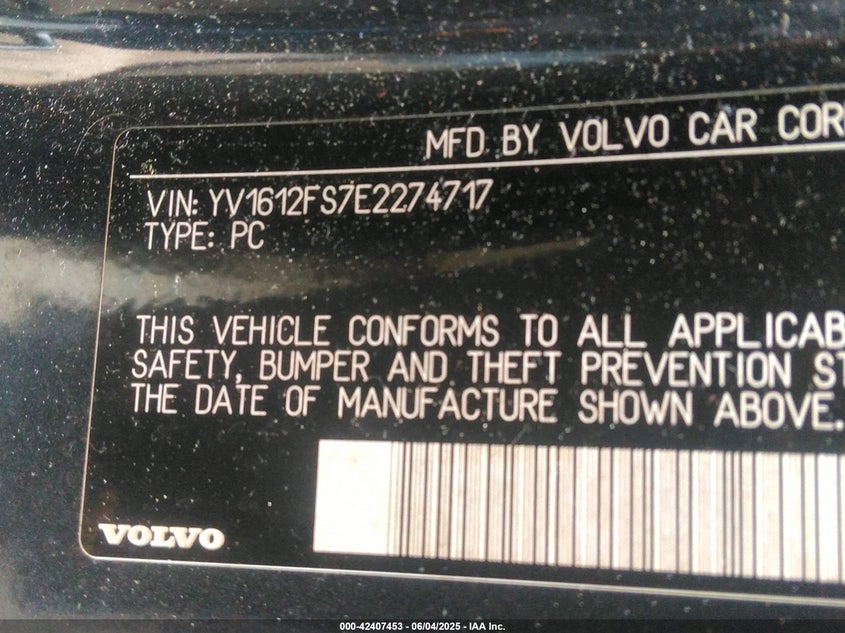 MFD BY VOLVO CAR COR
VIN: YV1612FS7E2274717
TYPE: PC
THIS VEHICLE CONFORMS TO ALL APPLICAB
SAFETY, BUMPER AND THEFT PREVENTION ST
THE DATE OF MANUFACTURE SHOWN ABOVE.
VOLVO
000-42407453 - 06/04/2025 - IAA Inc.